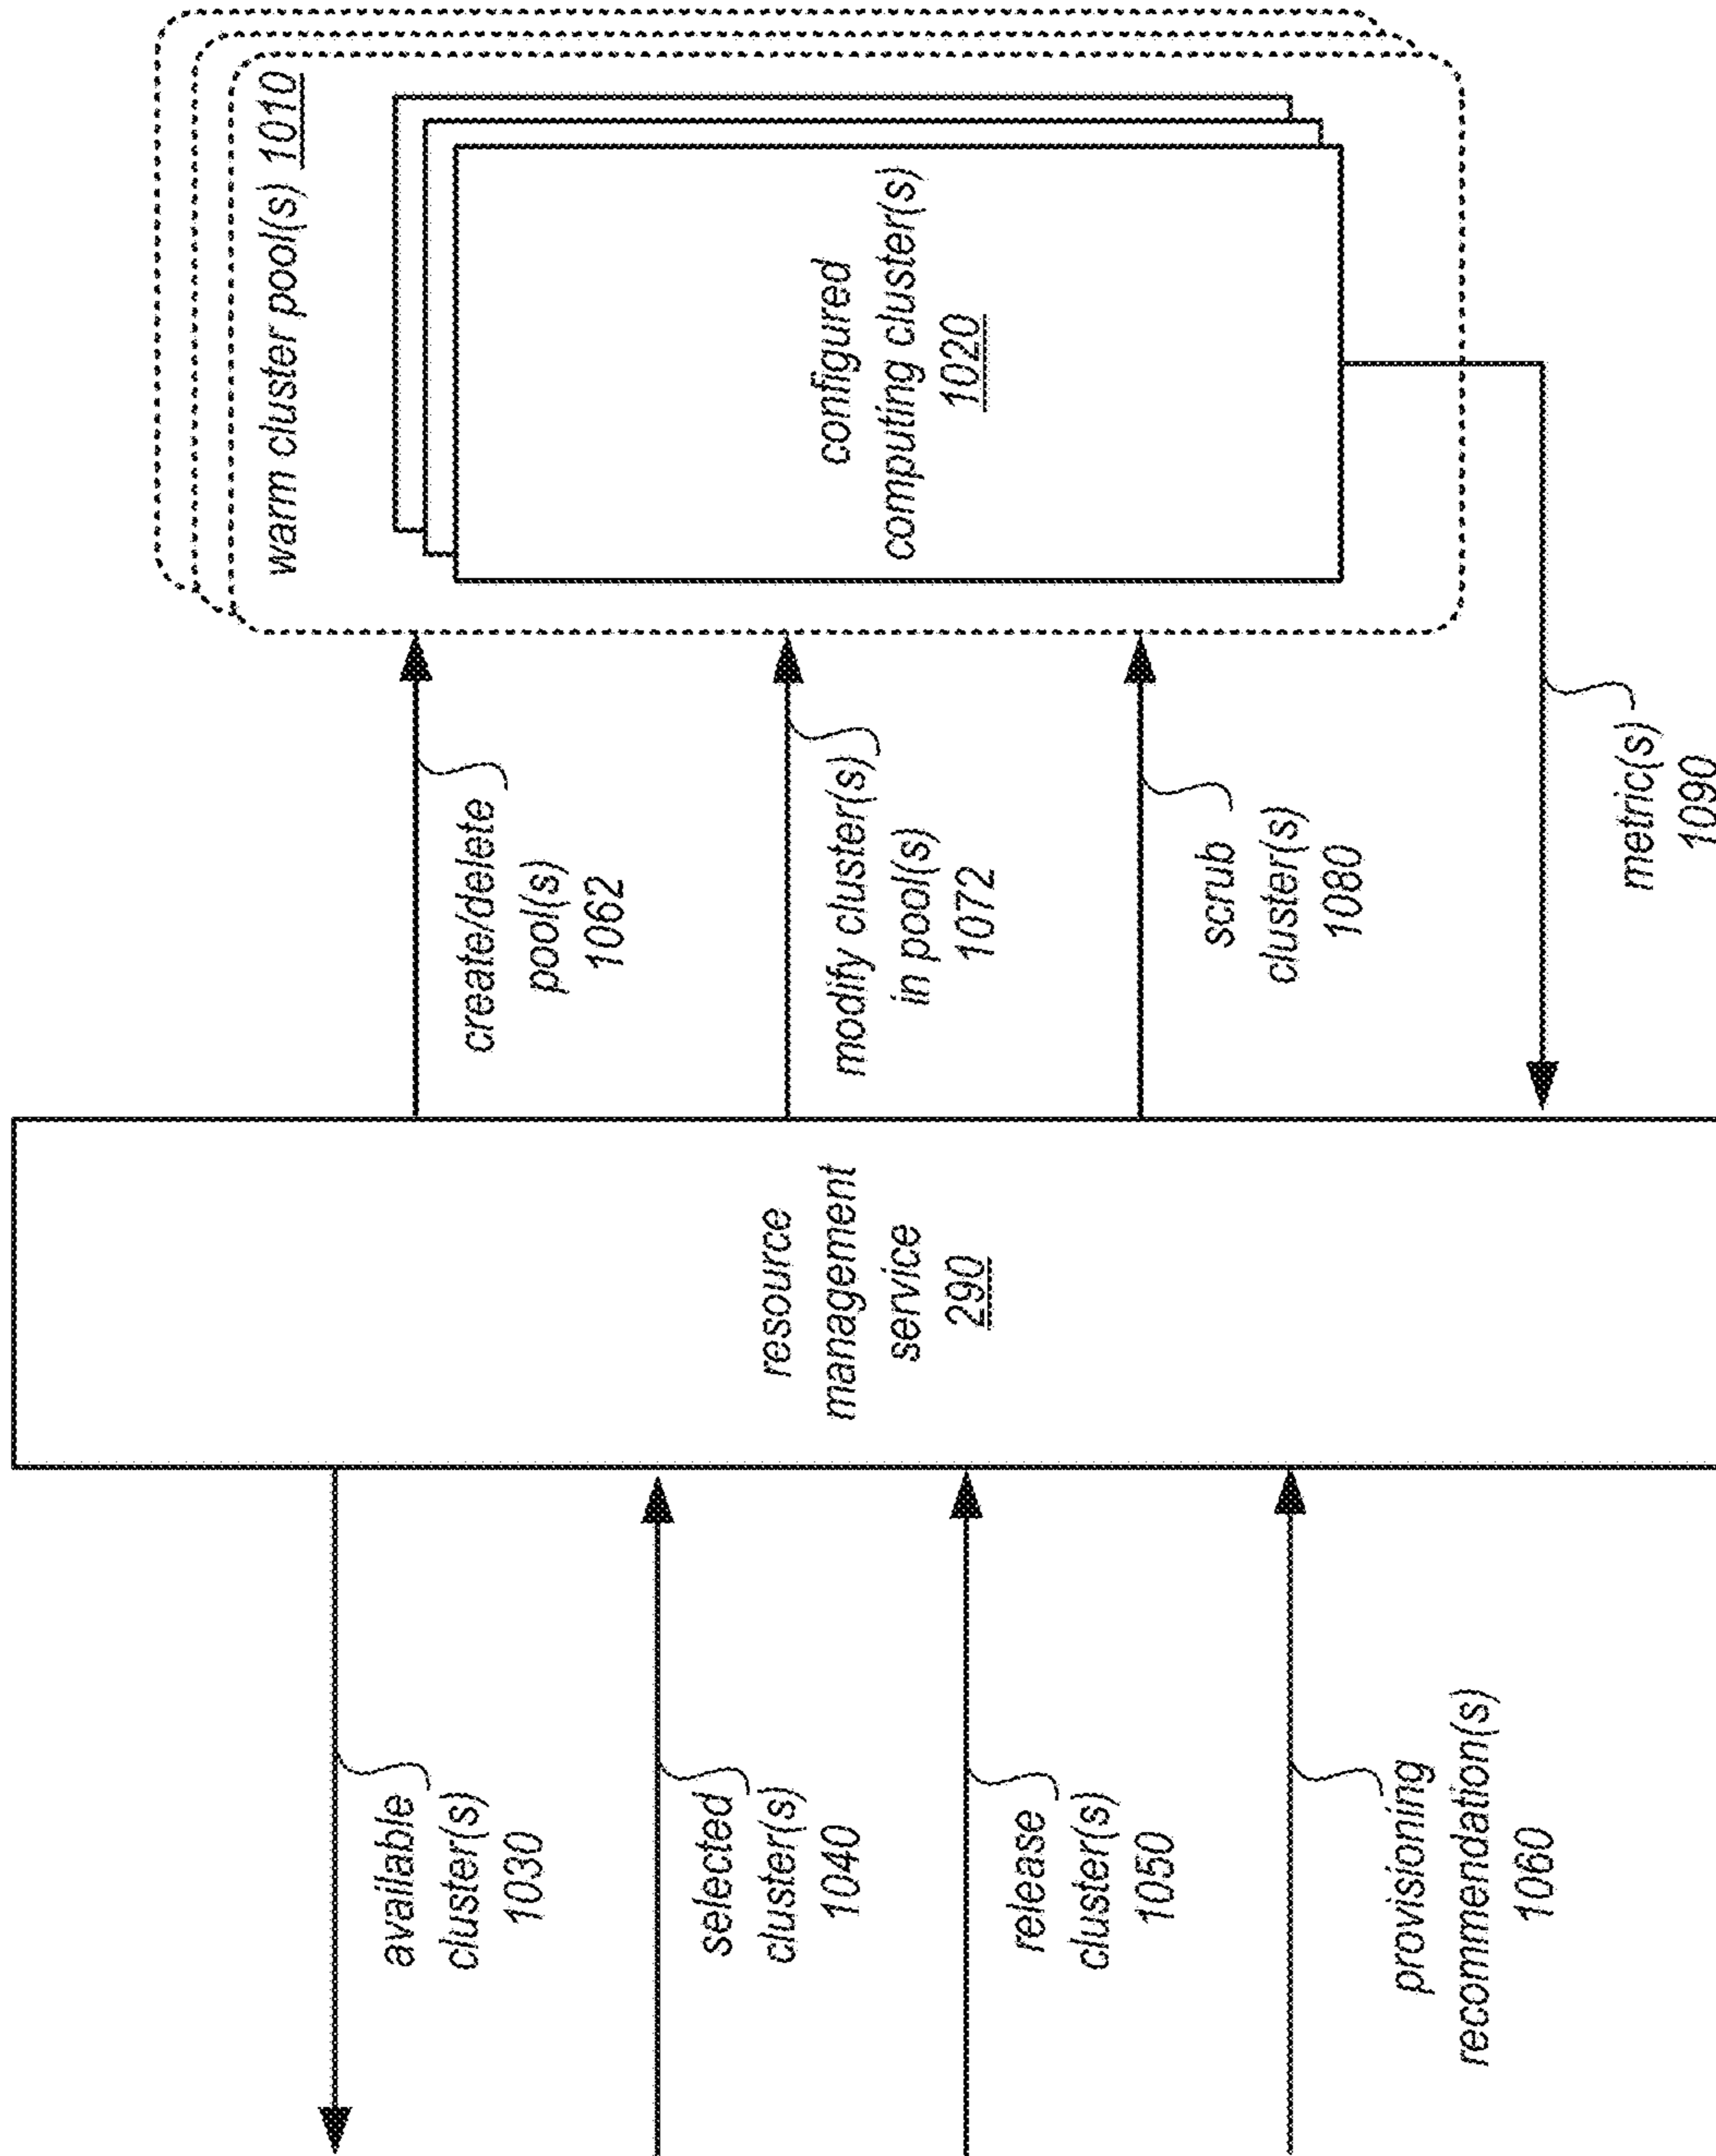 warm cluster pool(s) 1010
configured
computing cluster(s)
1020
create/delete
pool(s)
1062
modify cluster(s)
in pool(s)
1072
scrub
cluster(s)
1080
metric(s)
1090
resource
management
service
290
available
cluster(s)
1030
selected
cluster(s)
1040
release
cluster(s)
1050
provisioning
recommendation(s)
1060